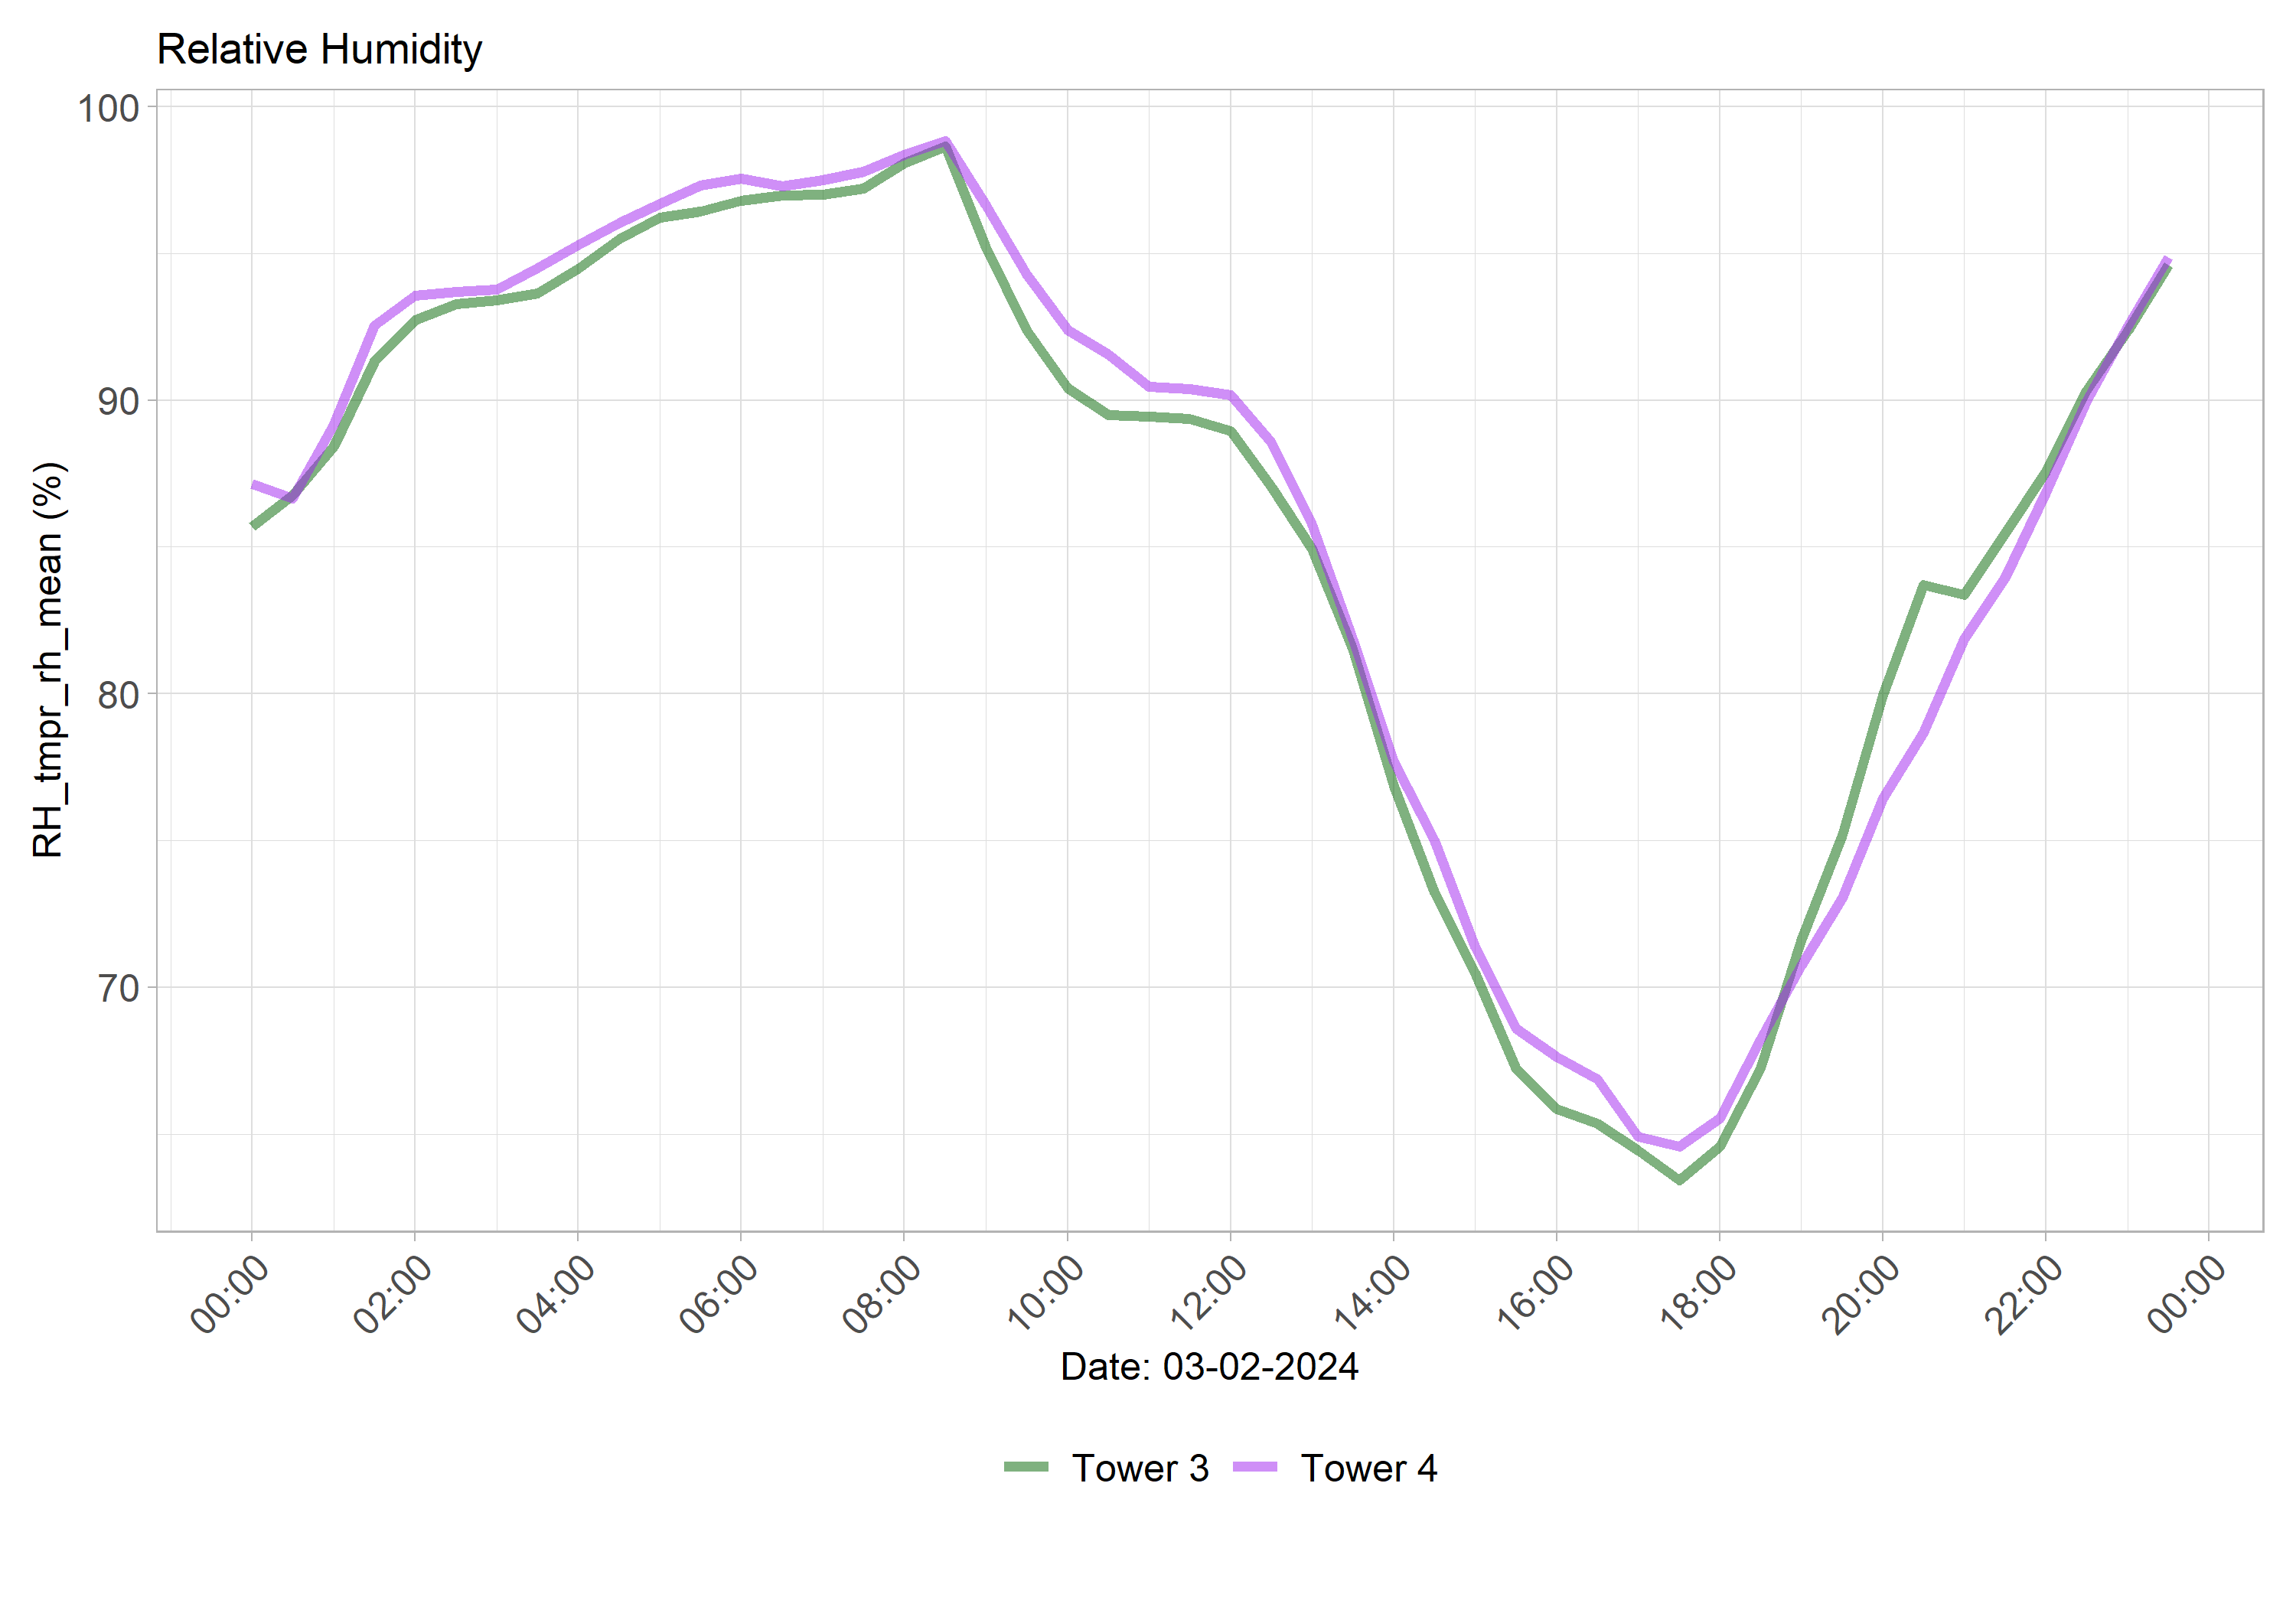 Relative Humidity
RH_tmpr_rh_mean (%)
100
90
80
70
00:00 02:00 04:00 06:00 08:00 10:00 12:00 14:00 16:00 18:00 20:00 22:00 00:00
Date: 03-02-2024
Tower 3 Tower 4